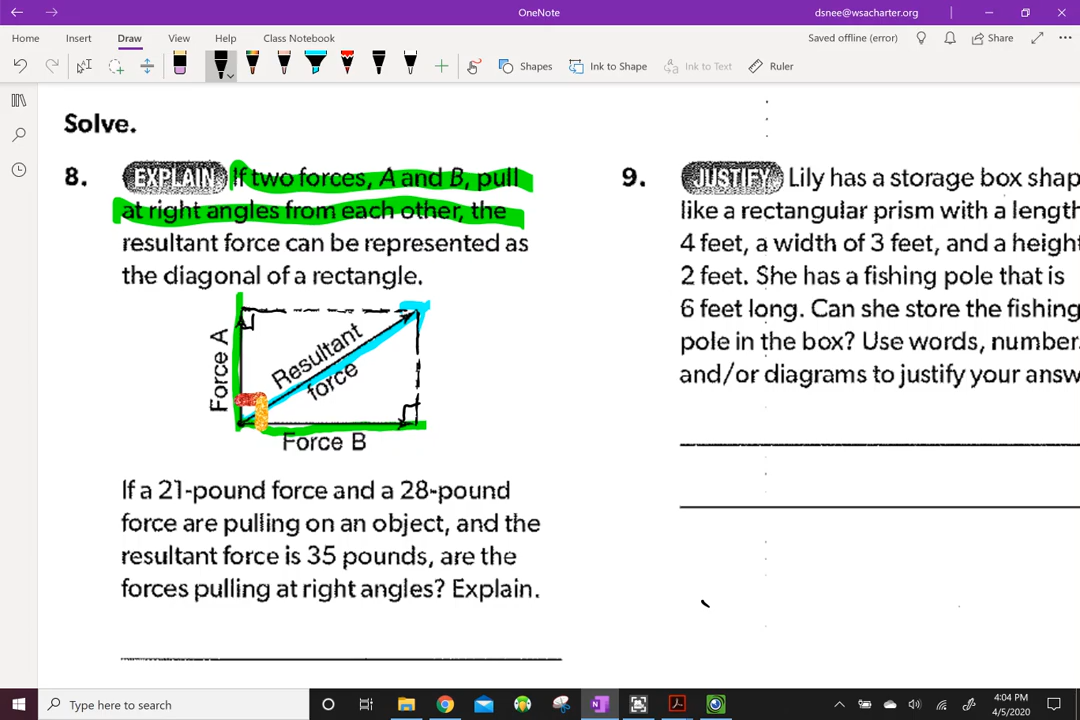 OneNote
dsnee@wsacharter.org
Home Insert Draw View Help Class Notebook
Saved offline (error)
Share
Shapes
Ink to Shape
Ink to Text
Ruler
Solve.
8. EXPLAIN If two forces, A and B, pull
at right angles from each other, the
resultant force can be represented as
the diagonal of a rectangle.
Force A
Resultant
force
Force B
If a 21-pound force and a 28-pound
force are pulling on an object, and the
resultant force is 35 pounds, are the
forces pulling at right angles? Explain.
9. JUSTIFY Lily has a storage box shap
like a rectangular prism with a length
4 feet, a width of 3 feet, and a height
2 feet. She has a fishing pole that is
6 feet long. Can she store the fishing
pole in the box? Use words, number
and/or diagrams to justify your answ
Type here to search
4:04 PM
4/5/2020